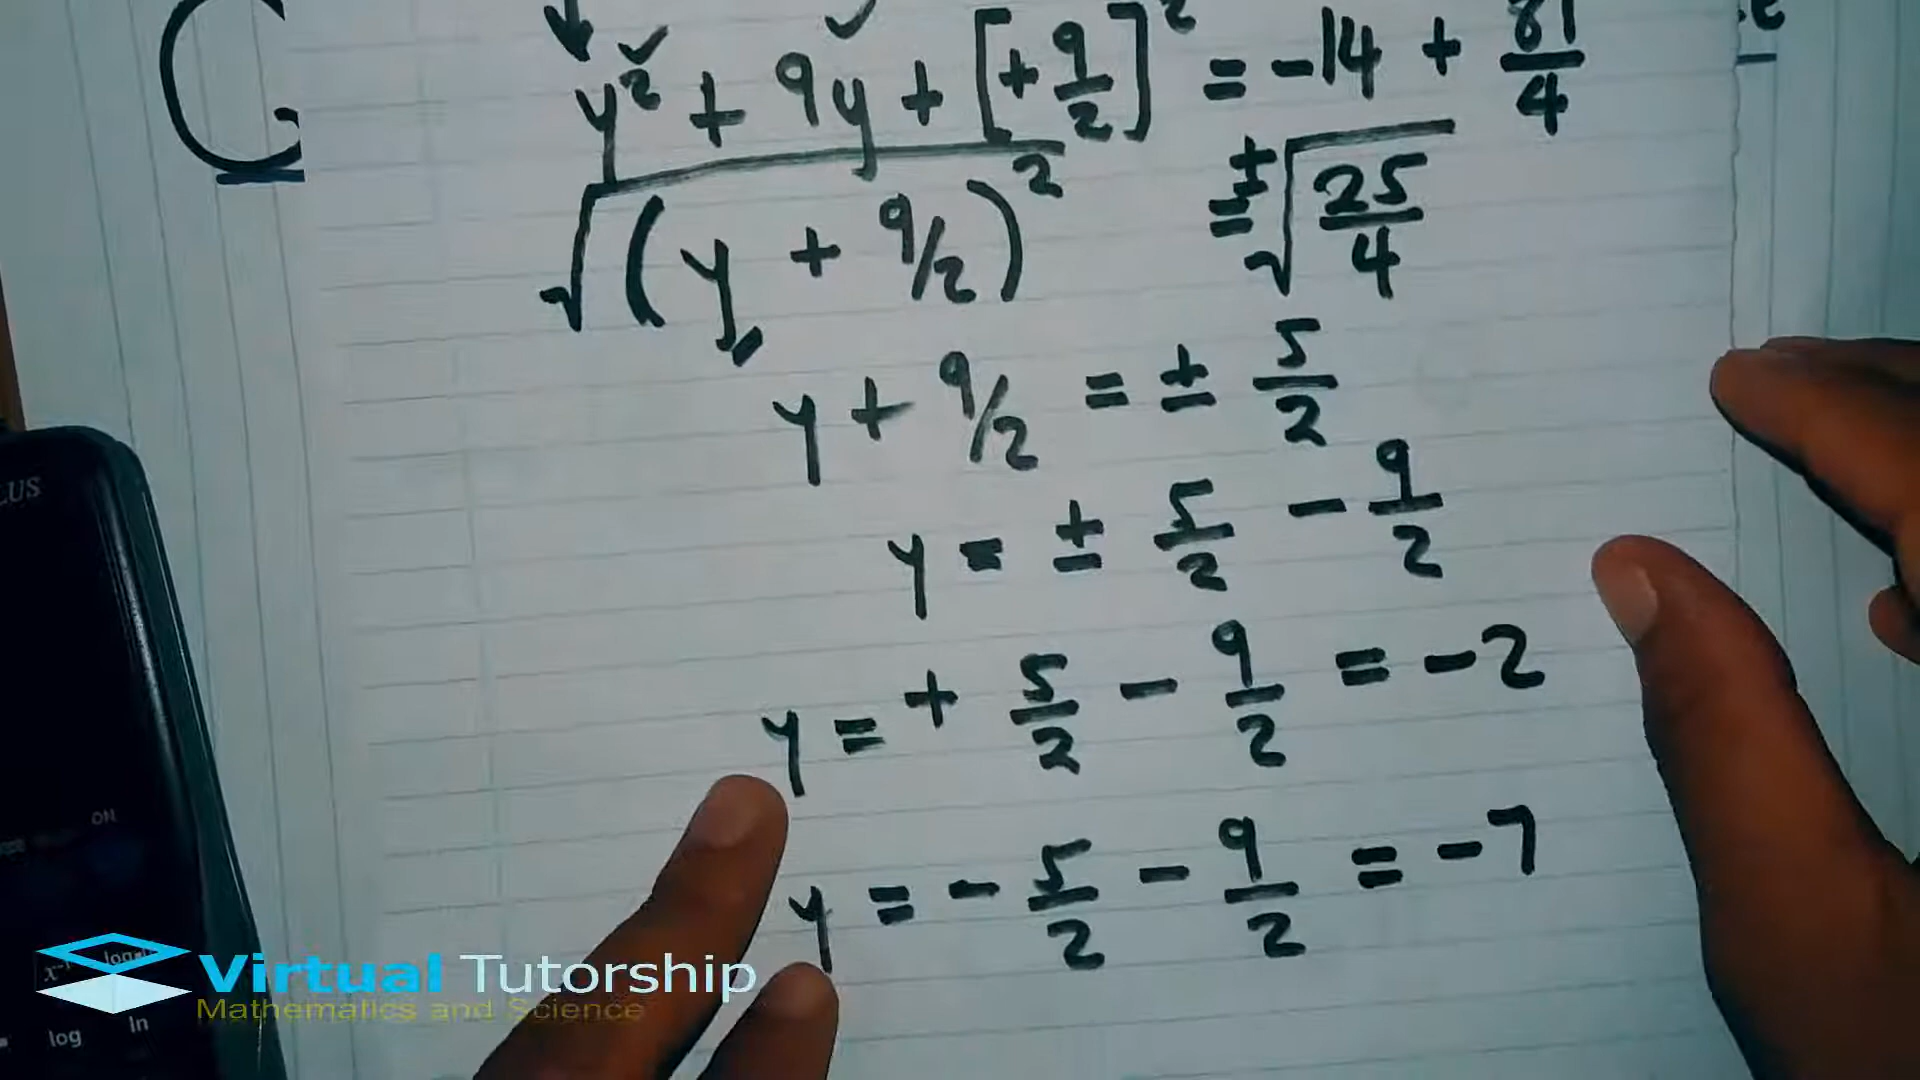 y² + 9y + [+ 9/2]² = -14 + 81/4
√(y + 9/2)² = ±√25/4
y + 9/2 = ± 5/2
y = ± 5/2 - 9/2
y = + 5/2 - 9/2 = -2
y = - 5/2 - 9/2 = -7
LUS
ON
log
ln
Virtual Tutorship
Mathematics and Science